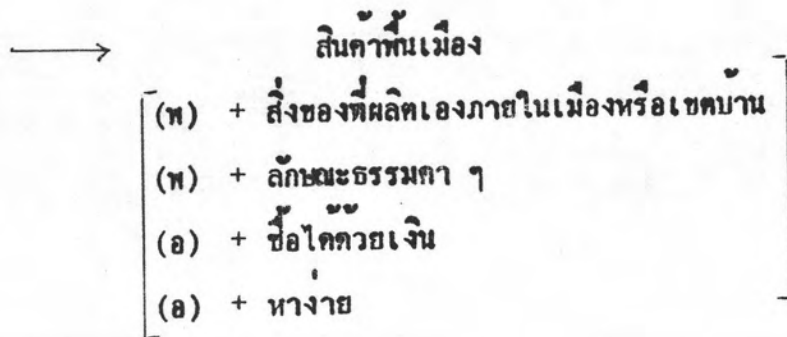 สินค้าพื้นเมือง
(พ) + สิ่งของที่ผลิตเองภายในเมืองหรือเขตบ้าน
(พ) + ลักษณะธรรมดา ๆ
(อ) + ซื้อได้ด้วยเงิน
(อ) + หาง่าย